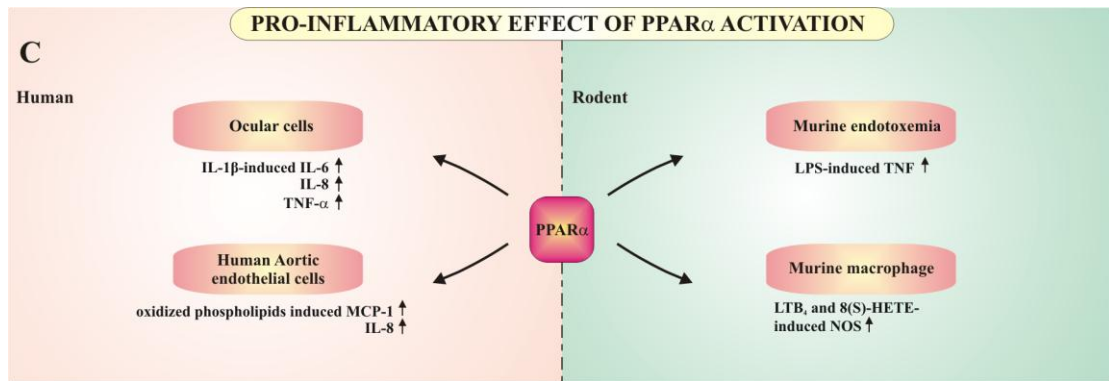 PRO-INFLAMMATORY EFFECT OF PPARα ACTIVATION
C
Human
Ocular cells
IL-1β-induced IL-6 ↑
IL-8 ↑
TNF-α ↑
Human Aortic
endothelial cells
oxidized phospholipids induced MCP-1 ↑
IL-8 ↑
PPARα
Rodent
Murine endotoxemia
LPS-induced TNF ↑
Murine macrophage
LTB₄ and 8(S)-HETE-
induced NOS ↑